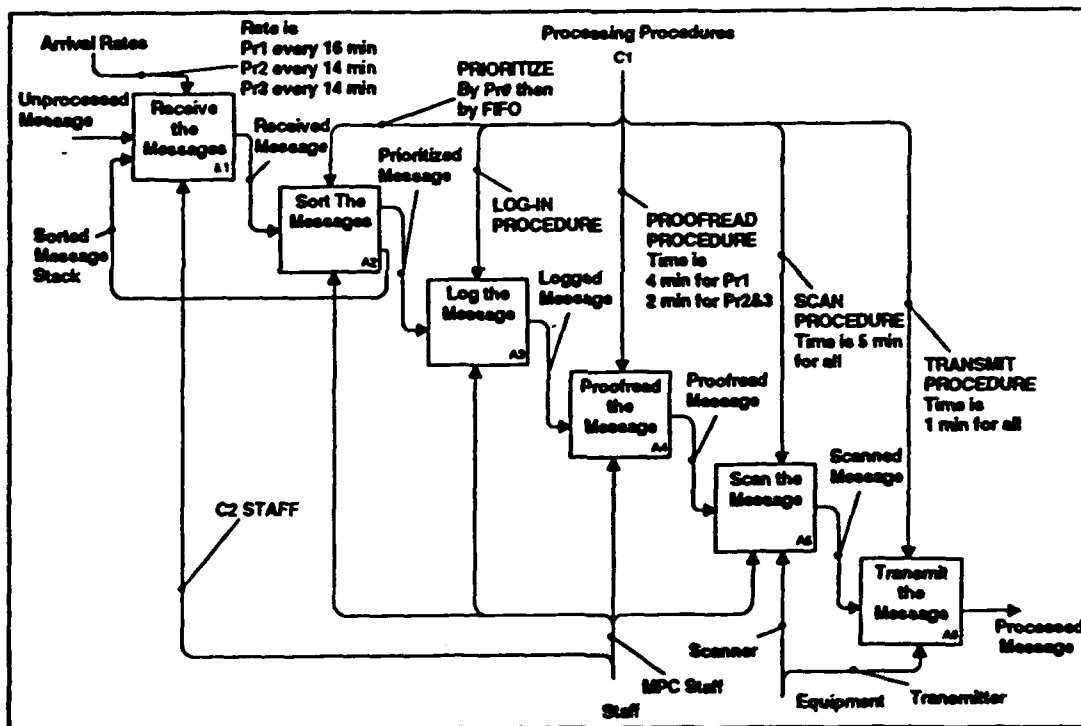 Arrival Rates
Rate is
Pr1 every 16 min
Pr2 every 14 min
Pr3 every 14 min
Processing Procedures
C1
PRIORITIZE
By Pr# then
by FIFO
Unprocessed
Message
Receive
the
Messages
A1
Received
Message
Prioritized
Message
Sort The
Messages
A2
LOG-IN
PROCEDURE
PROOFREAD
PROCEDURE
Time is
4 min for Pr1
2 min for Pr2&3
Sorted
Message
Stack
Log the
Message
A3
Logged
Message
SCAN
PROCEDURE
Time is 5 min
for all
TRANSMIT
PROCEDURE
Time is
1 min for all
Proofread
the
Message
A4
Proofread
Message
Scan the
Message
A5
Scanned
Message
C2 STAFF
Transmit
the
Message
A6
Processed
Message
Scanner
MPC Staff
Staff
Equipment
Transmitter